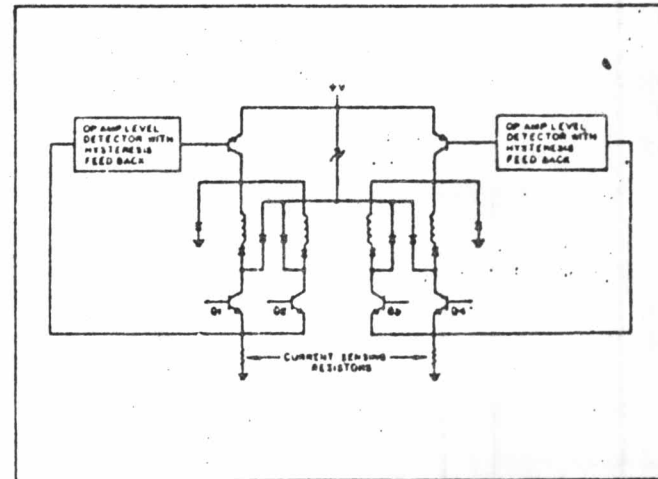 +V
OP AMP LEVEL
DETECTOR WITH
HYSTERESIS
FEED BACK
OP AMP LEVEL
DETECTOR WITH
HYSTERESIS
FEED BACK
Q1
Q2
Q3
Q4
CURRENT SENSING
RESISTORS